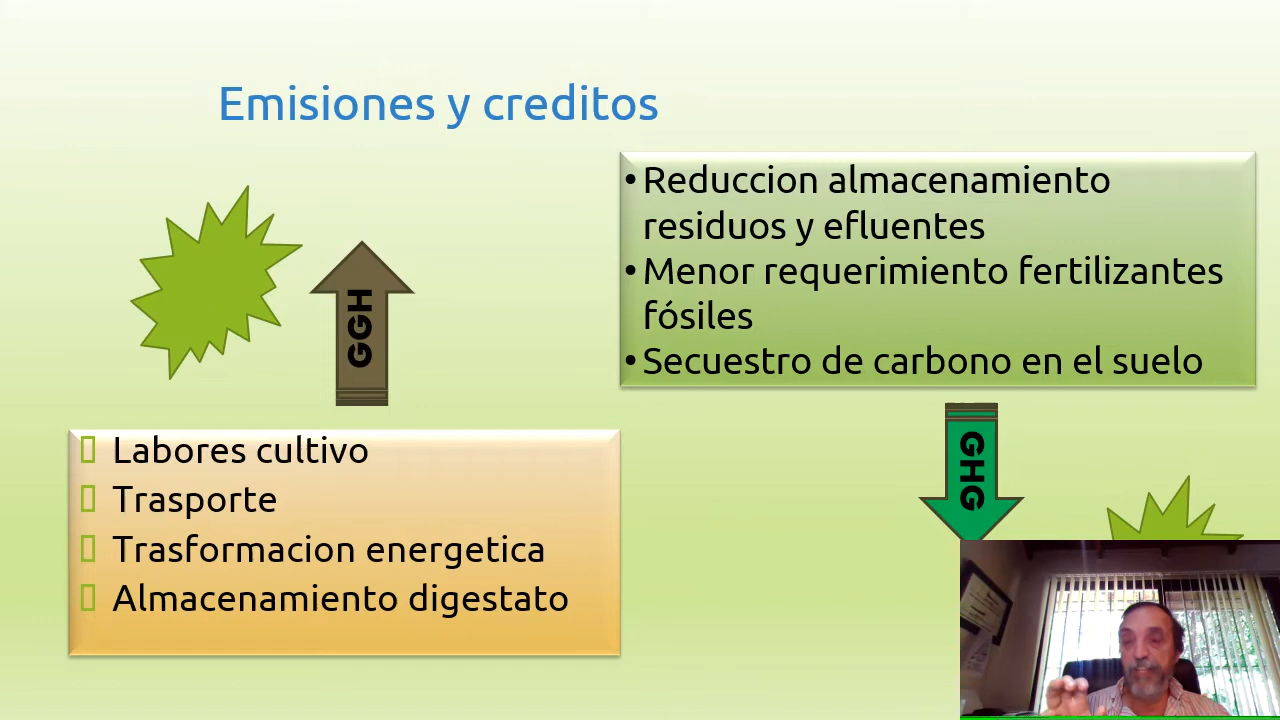 Emisiones y creditos
• Reduccion almacenamiento
residuos y efluentes
• Menor requerimiento fertilizantes
fósiles
• Secuestro de carbono en el suelo
GGH
Labores cultivo
Trasporte
Trasformacion energetica
Almacenamiento digestato
GHG